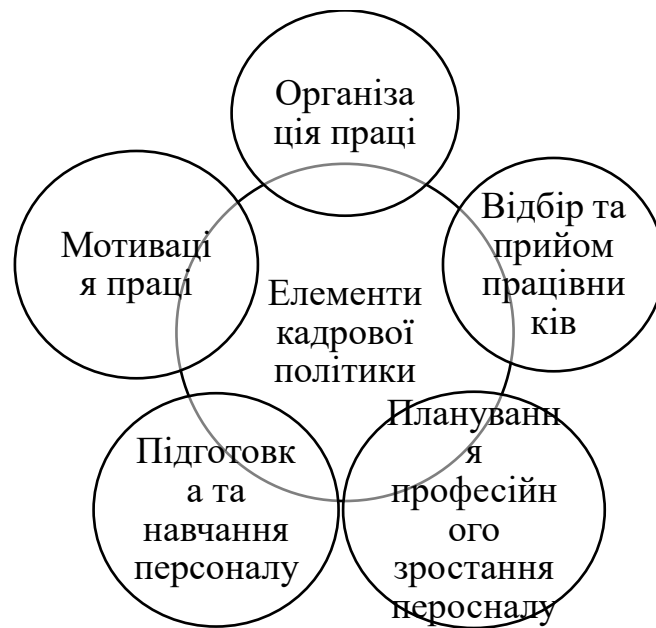 Організа
ція праці
Відбір та
прийом
працівни
ків
Мотиваці
я праці
Елементи
кадрової
політики
Плануванн
я
професійн
ого
зростання
перосналу
Підготовк
а та
навчання
персоналу